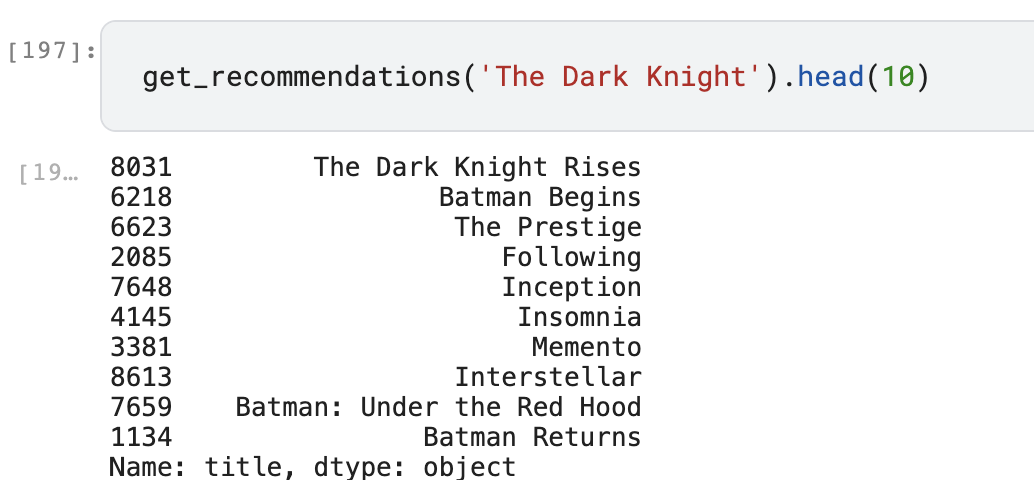 [197]:
get_recommendations('The Dark Knight').head(10)
[19…
8031 The Dark Knight Rises
6218 Batman Begins
6623 The Prestige
2085 Following
7648 Inception
4145 Insomnia
3381 Memento
8613 Interstellar
7659 Batman: Under the Red Hood
1134 Batman Returns
Name: title, dtype: object